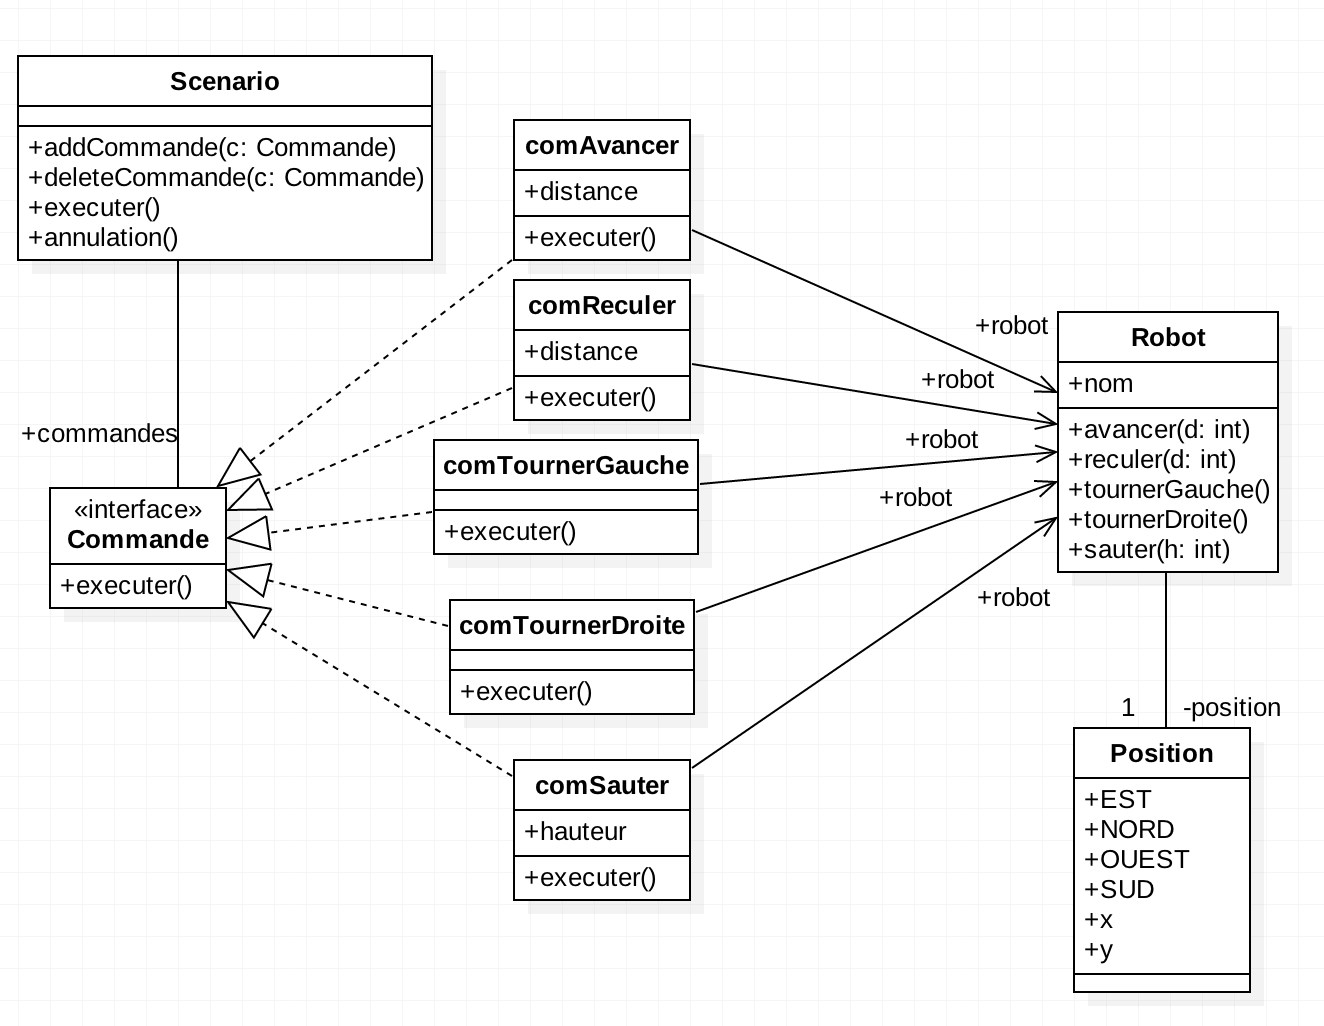 Scenario
+addCommande(c: Commande)
+deleteCommande(c: Commande)
+executer()
+annulation()
+commandes
«interface»
Commande
+executer()
comAvancer
+distance
+executer()
comReculer
+distance
+executer()
comTournerGauche
+executer()
comTournerDroite
+executer()
comSauter
+hauteur
+executer()
+robot
+robot
+robot
+robot
+robot
Robot
+nom
+avancer(d: int)
+reculer(d: int)
+tournerGauche()
+tournerDroite()
+sauter(h: int)
1
-position
Position
+EST
+NORD
+OUEST
+SUD
+x
+y